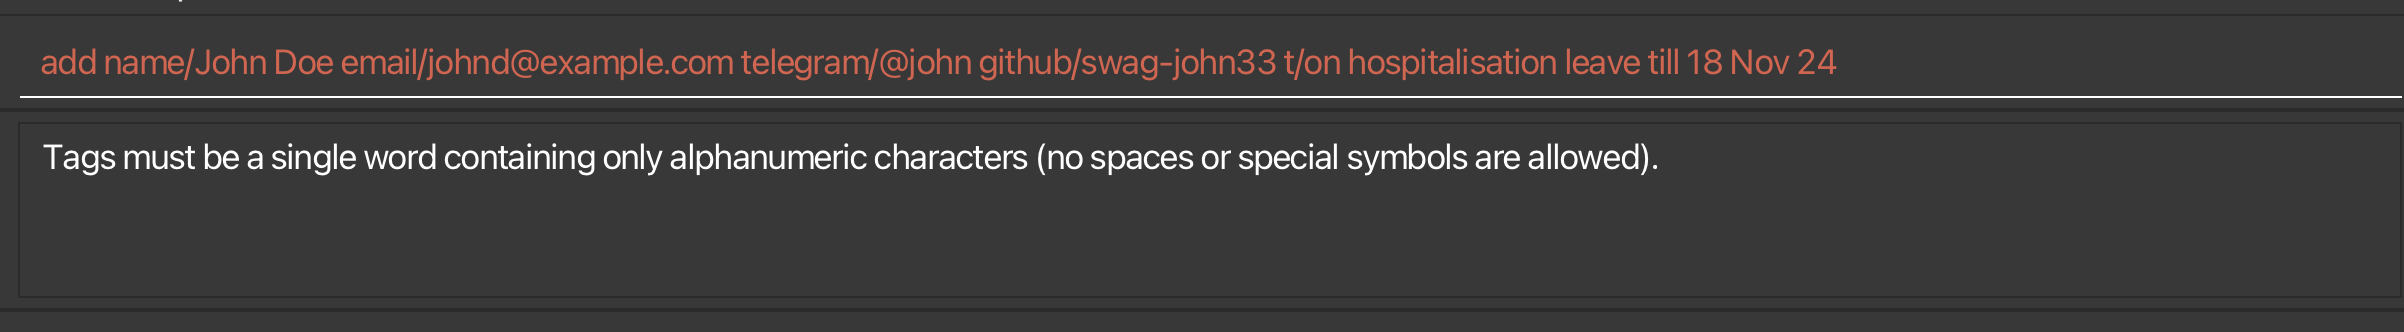 add name/John Doe email/johnd@example.com telegram/@john github/swag-john33 t/on hospitalisation leave till 18 Nov 24
Tags must be a single word containing only alphanumeric characters (no spaces or special symbols are allowed).